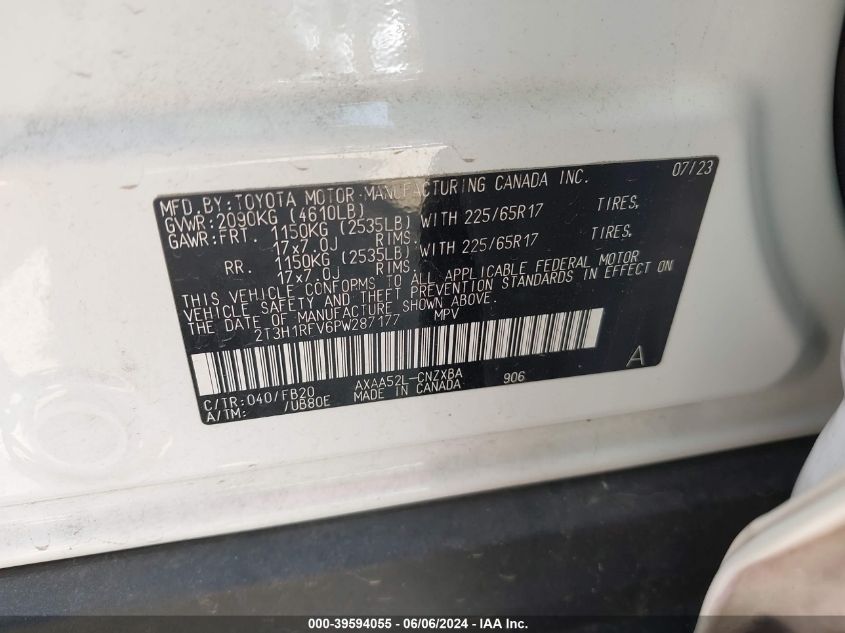 MFD.BY:TOYOTA MOTOR MANUFACTURING CANADA INC. 07/23
GVWR:2090KG (4610LB)
GAWR:FRT. 1150KG (2535LB) WITH 225/65R17 TIRES,
17x7.0J RIMS.
RR. 1150KG (2535LB) WITH 225/65R17 TIRES,
17x7.0J RIMS.
THIS VEHICLE CONFORMS TO ALL APPLICABLE FEDERAL MOTOR
VEHICLE SAFETY AND THEFT PREVENTION STANDARDS IN EFFECT ON
THE DATE OF MANUFACTURE SHOWN ABOVE.
2T3H1RFV6PW287177 MPV
C/TR:040/FB20 AXAA52L-CNZXBA 906 A
A/TM: /UB80E MADE IN CANADA
000-39594055 - 06/06/2024 - IAA Inc.